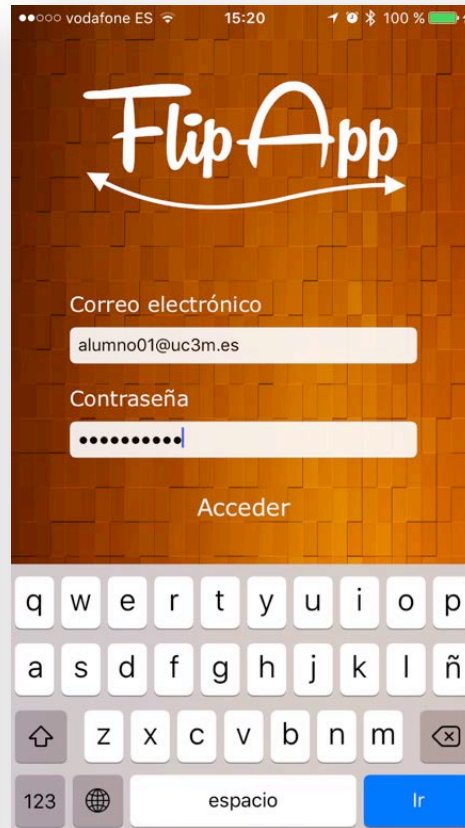 ●●○○○ vodafone ES 15:20 100 %
FlipApp
Correo electrónico
alumno01@uc3m.es
Contraseña
●●●●●●●●●●
Acceder
q w e r t y u i o p
a s d f g h j k l ñ
z x c v b n m
123 espacio Ir